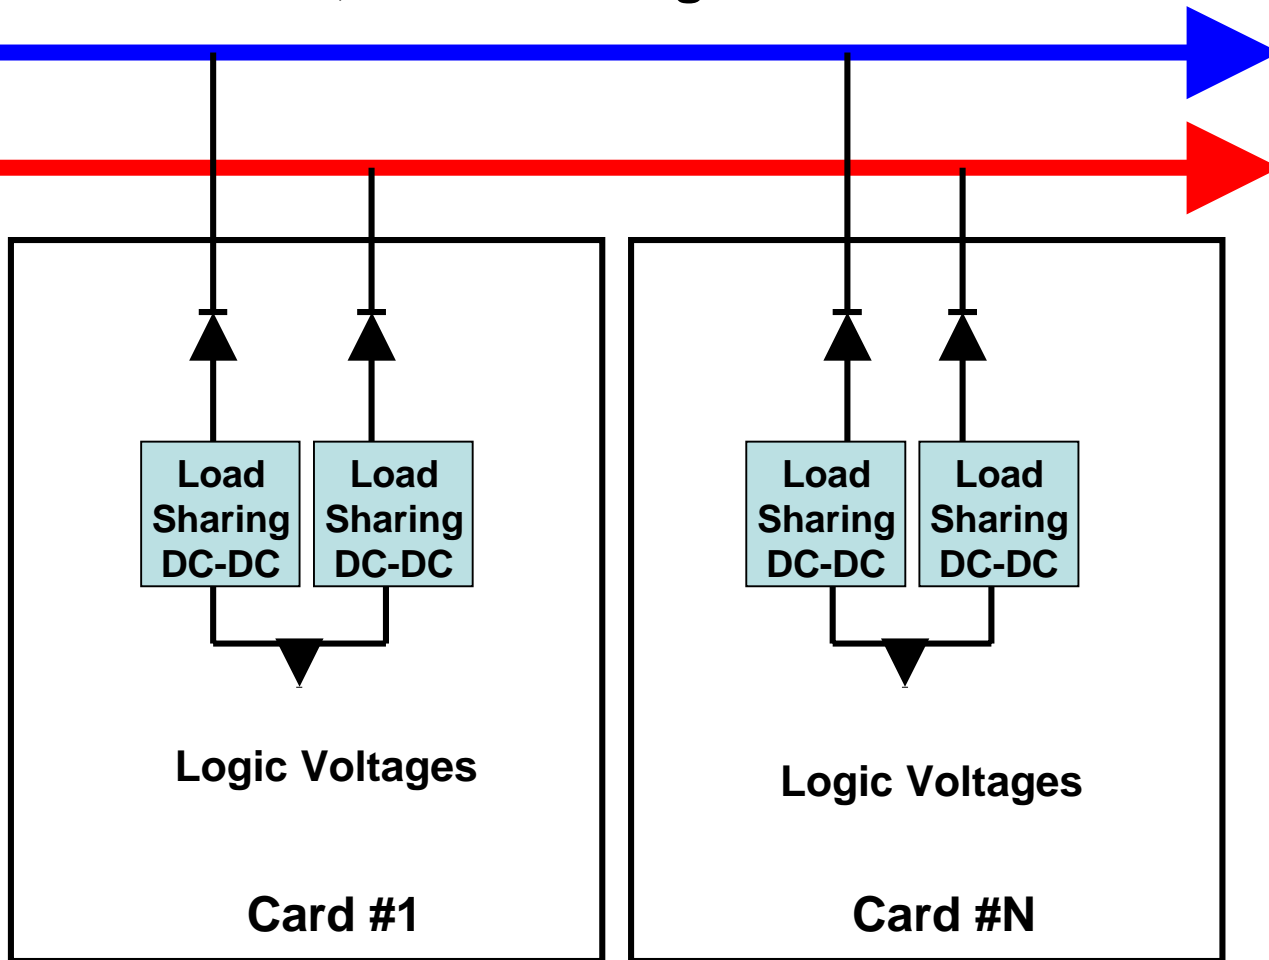 Load Load Load Load
Sharing Sharing Sharing Sharing
DC-DC DC-DC DC-DC DC-DC
Logic Voltages
Logic Voltages
Card #1 Card #N